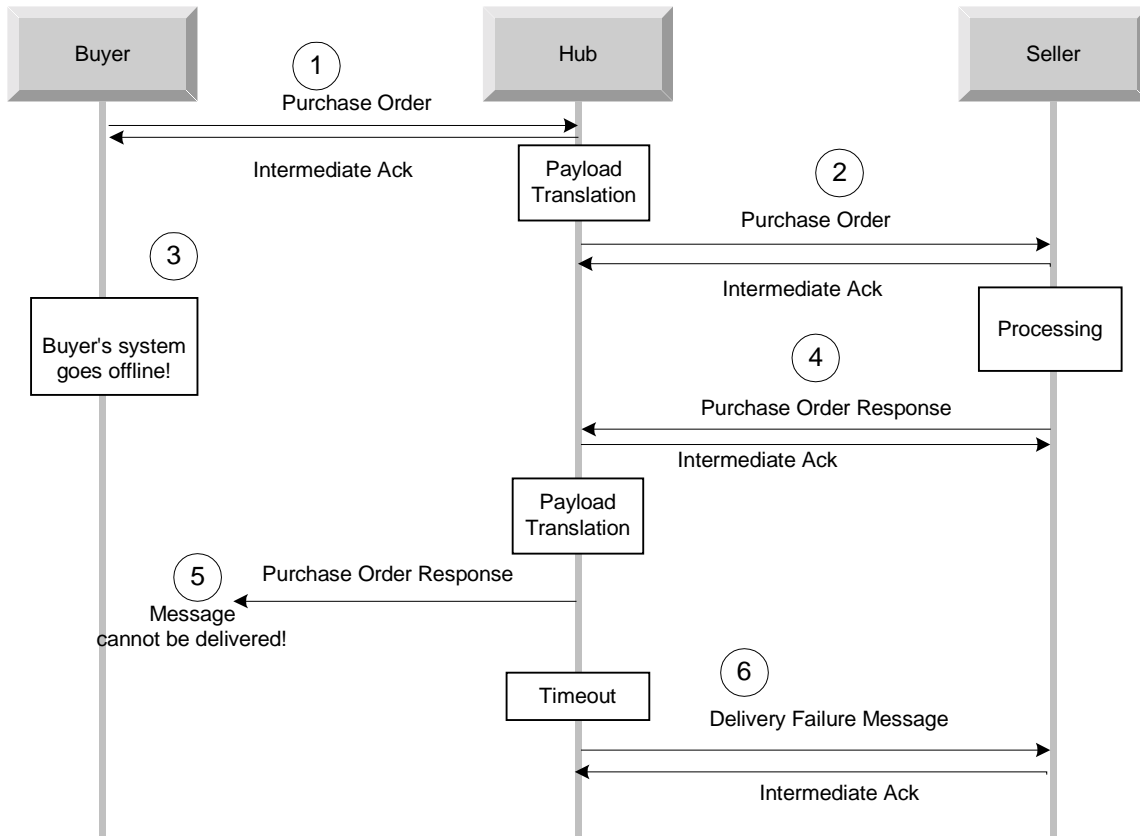 Buyer
Hub
Seller
1
Purchase Order
Intermediate Ack
Payload
Translation
2
Purchase Order
Intermediate Ack
3
Buyer's system
goes offline!
Processing
4
Purchase Order Response
Intermediate Ack
Payload
Translation
5
Purchase Order Response
Message
cannot be delivered!
Timeout
6
Delivery Failure Message
Intermediate Ack